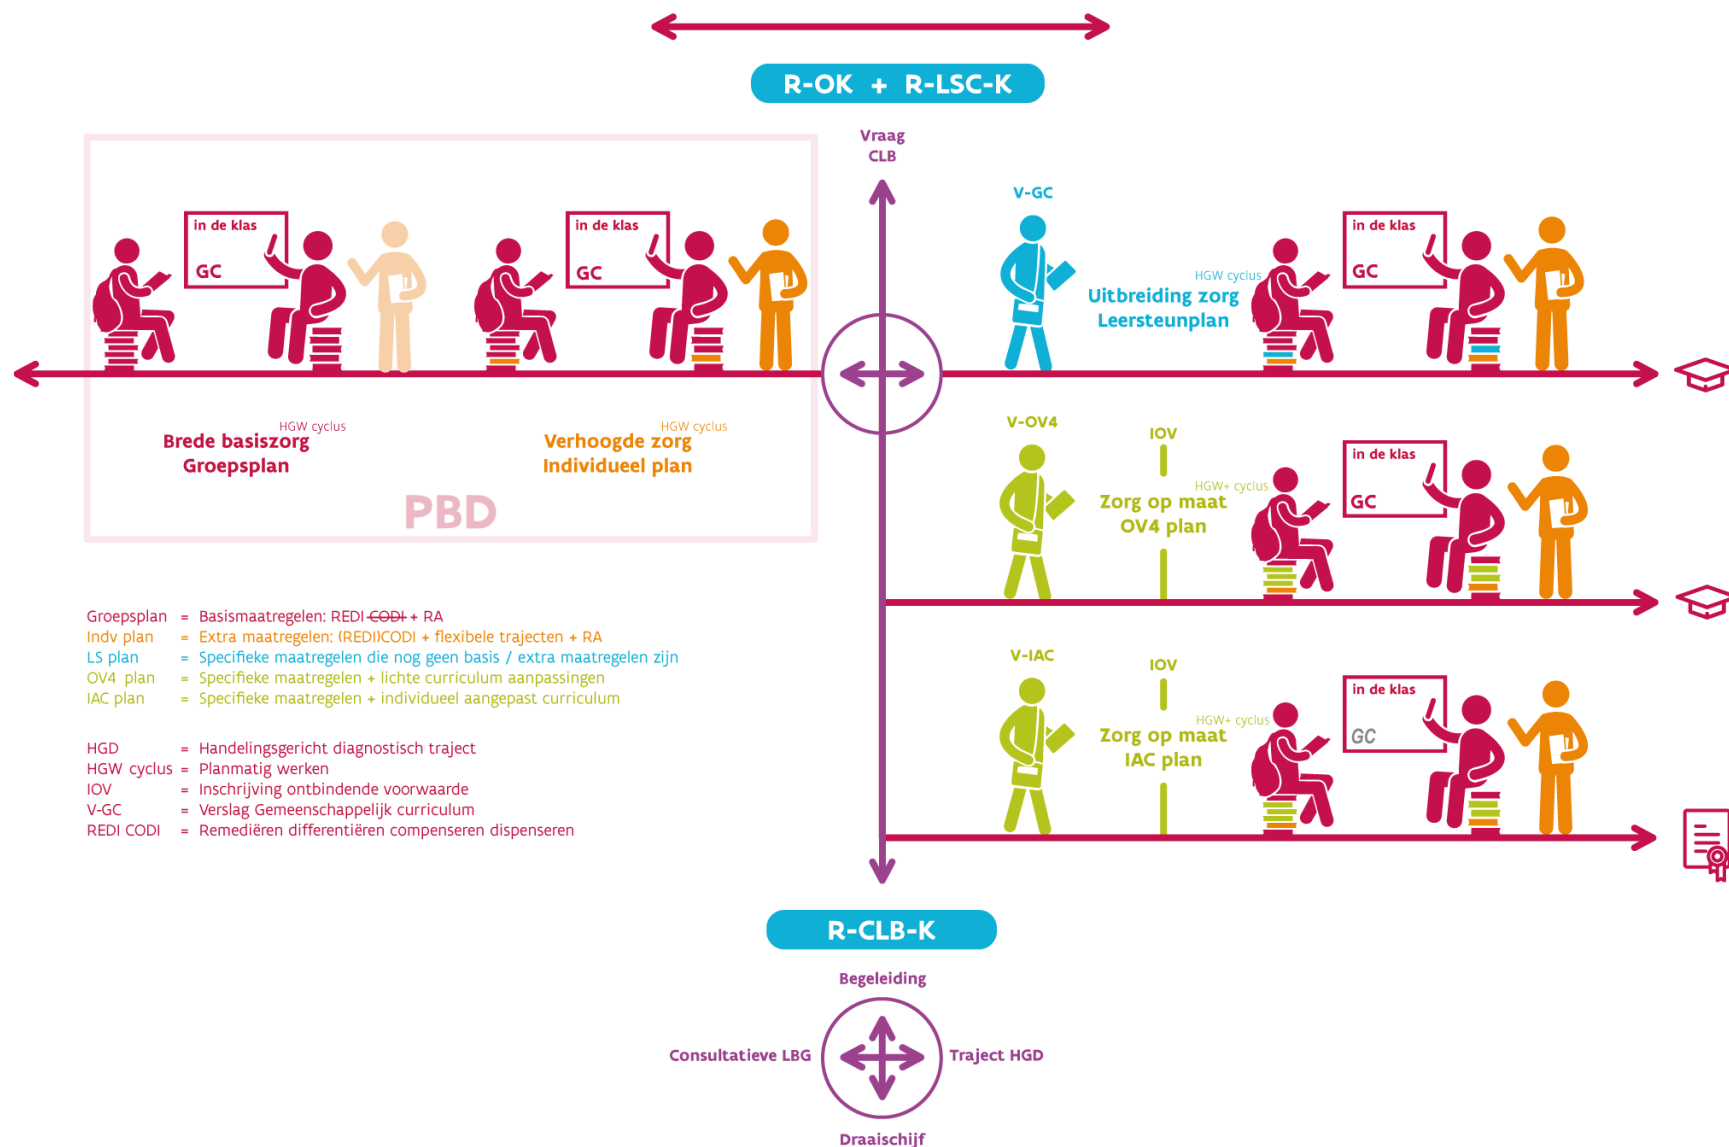 R-OK + R-LSC-K
Vraag
CLB
in de klas
GC
in de klas
GC
HGW cyclus
Brede basiszorg
Groepsplan
HGW cyclus
Verhoogde zorg
Individueel plan
PBD
V-GC
HGW cyclus
Uitbreiding zorg
Leersteunplan
in de klas
GC
V-OV4
IOV
HGW+ cyclus
Zorg op maat
OV4 plan
in de klas
GC
V-IAC
IOV
HGW+ cyclus
Zorg op maat
IAC plan
in de klas
GC
Groepsplan = Basismaatregelen: REDI CODI + RA
Indv plan = Extra maatregelen: (REDI)CODI + flexibele trajecten + RA
LS plan = Specifieke maatregelen die nog geen basis / extra maatregelen zijn
OV4 plan = Specifieke maatregelen + lichte curriculum aanpassingen
IAC plan = Specifieke maatregelen + individueel aangepast curriculum
HGD = Handelingsgericht diagnostisch traject
HGW cyclus = Planmatig werken
IOV = Inschrijving ontbindende voorwaarde
V-GC = Verslag Gemeenschappelijk curriculum
REDI CODI = Remediëren differentiëren compenseren dispenseren
R-CLB-K
Begeleiding
Consultatieve LBG
Traject HGD
Draaischijf